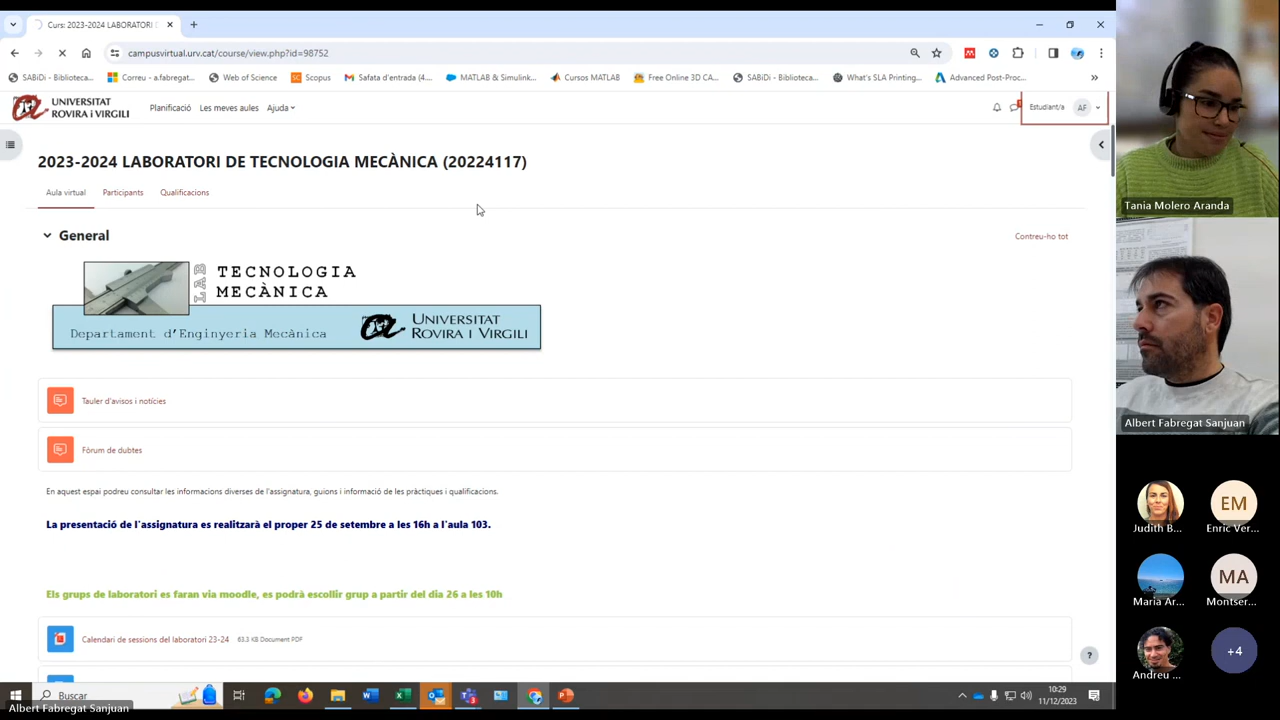 Curs: 2023-2024 LABORATORI D
campusvirtual.urv.cat/course/view.php?id=98752
SABiDi - Biblioteca...
Correu - a.fabregat...
Web of Science
Scopus
Safata d'entrada (4...
MATLAB & Simulink...
Cursos MATLAB
Free Online 3D CA...
SABiDi - Biblioteca...
What's SLA Printing...
Advanced Post-Proc...
UNIVERSITAT
ROVIRA I VIRGILI
Planificació
Les meves aules
Ajuda
Estudiant/a
AF
2023-2024 LABORATORI DE TECNOLOGIA MECÀNICA (20224117)
Aula virtual
Participants
Qualificacions
General
Contreu-ho tot
LAB
TECNOLOGIA
MECÀNICA
Departament d'Enginyeria Mecànica
UNIVERSITAT
ROVIRA I VIRGILI
Tauler d'avisos i notícies
Fòrum de dubtes
En aquest espai podreu consultar les informacions diverses de l'assignatura, guions i informació de les pràctiques i qualificacions.
La presentació de l'assignatura es realitzarà el proper 25 de setembre a les 16h a l'aula 103.
Els grups de laboratori es faran via moodle, es podrà escollir grup a partir del dia 26 a les 10h
Calendari de sessions del laboratori 23-24
63.3 KB Document PDF
?
Buscar
10:29
11/12/2023
Albert Fabregat Sanjuan
Tania Molero Aranda
Albert Fabregat Sanjuan
Judith B...
EM
Enric Ver...
Maria Ar...
MA
Montser...
Andreu ...
+4